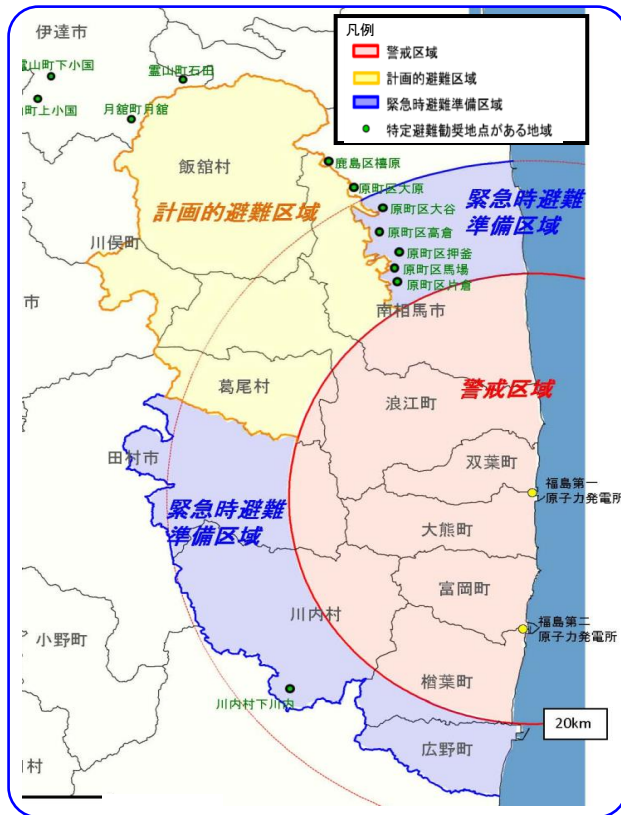 凡例
警戒区域
計画的避難区域
緊急時避難準備区域
特定避難勧奨地点がある地域
伊達市
霊山町下小国
霊山町石田
町上小国
月舘町月舘
飯舘村
鹿島区橲原
計画的避難区域
原町区大原
緊急時避難
準備区域
原町区大谷
川俣町
原町区高倉
原町区押釜
原町区馬場
原町区片倉
市
南相馬市
葛尾村
警戒区域
浪江町
田村市
双葉町
福島第一
原子力発電所
緊急時避難
準備区域
大熊町
富岡町
川内村
福島第二
原子力発電所
小野町
楢葉町
川内村下川内
20km
広野町
村